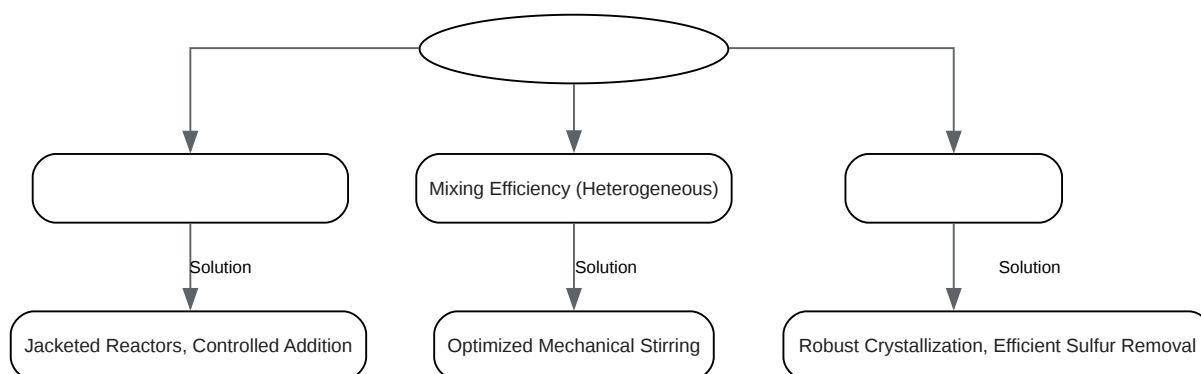 Mixing Efficiency (Heterogeneous)
Solution
Solution
Solution
Jacketed Reactors, Controlled Addition
Optimized Mechanical Stirring
Robust Crystallization, Efficient Sulfur Removal